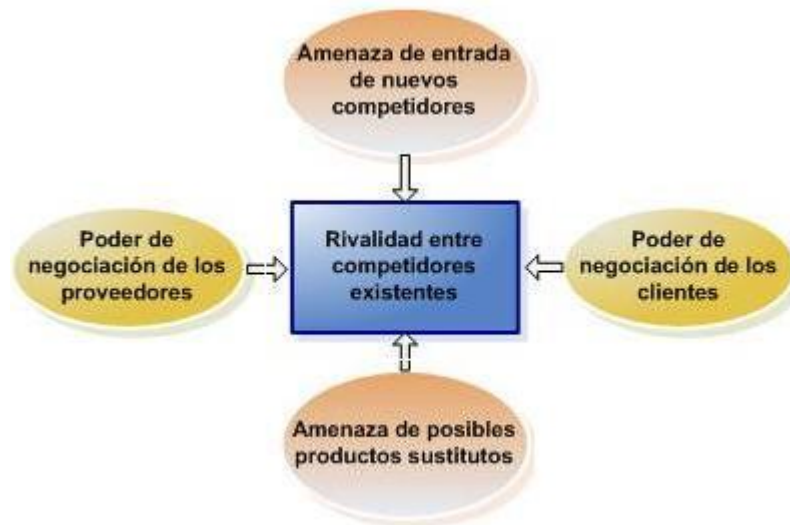 Amenaza de entrada
de nuevos
competidores
Poder de
negociación de los
proveedores
Rivalidad entre
competidores
existentes
Poder de
negociación de los
clientes
Amenaza de posibles
productos sustitutos